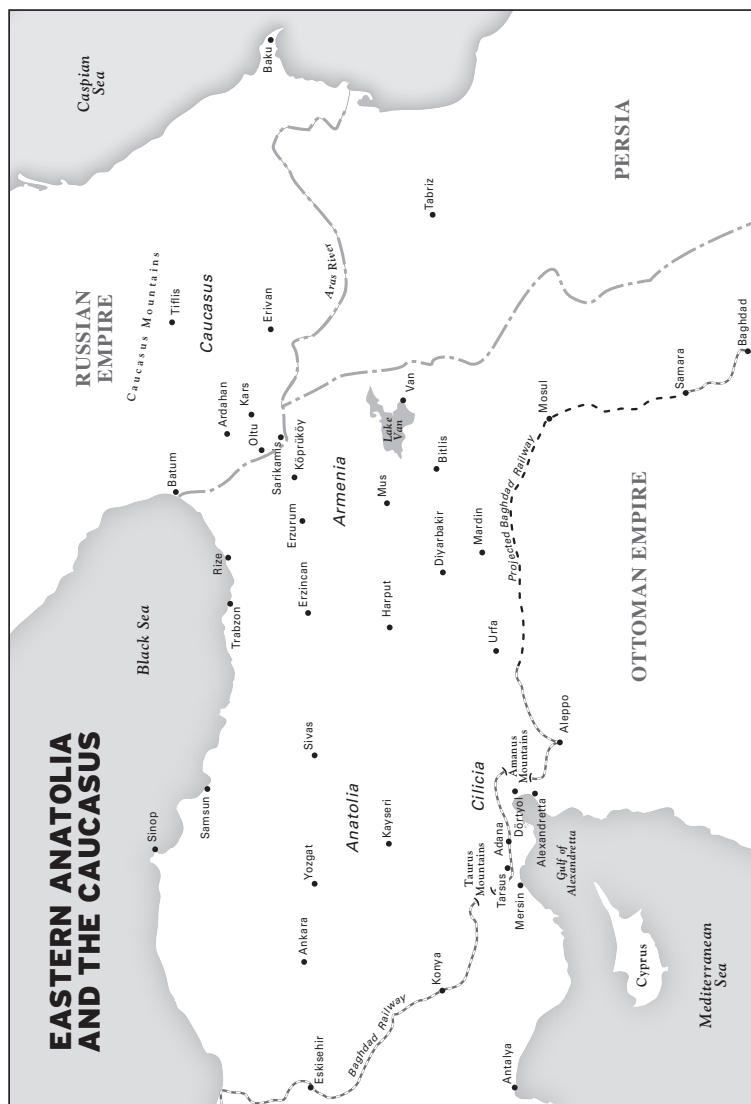 EASTERN ANATOLIA
AND THE CAUCASUS
RUSSIAN
EMPIRE
Caspian
Sea
Caucasus Mountains
Tiflis
Caucasus
Baku
Batum
Ardahan
Kars
Oltu
Erivan
Aras River
Black Sea
Sinop
Samsun
Trabzon
Rize
Sarikamiş
Köprüköy
Erzurum
Erzincan
Armenia
Sivas
Yozgat
Ankara
Eskisehir
Anatolia
Kayseri
Harput
Mus
Lake
Van
Van
Bitlis
Diyarbakir
Mardin
Tabriz
PERSIA
Baghdad Railway
Konya
Taurus
Mountains
Cilicia
Adana
Tarsus
Mersin
Dörtyol
Amanus
Mountains
Alexandretta
Gulf of
Alexandretta
Urfa
Aleppo
Projected Baghdad Railway
Mosul
Samara
Baghdad
OTTOMAN EMPIRE
Antalya
Cyprus
Mediterranean
Sea